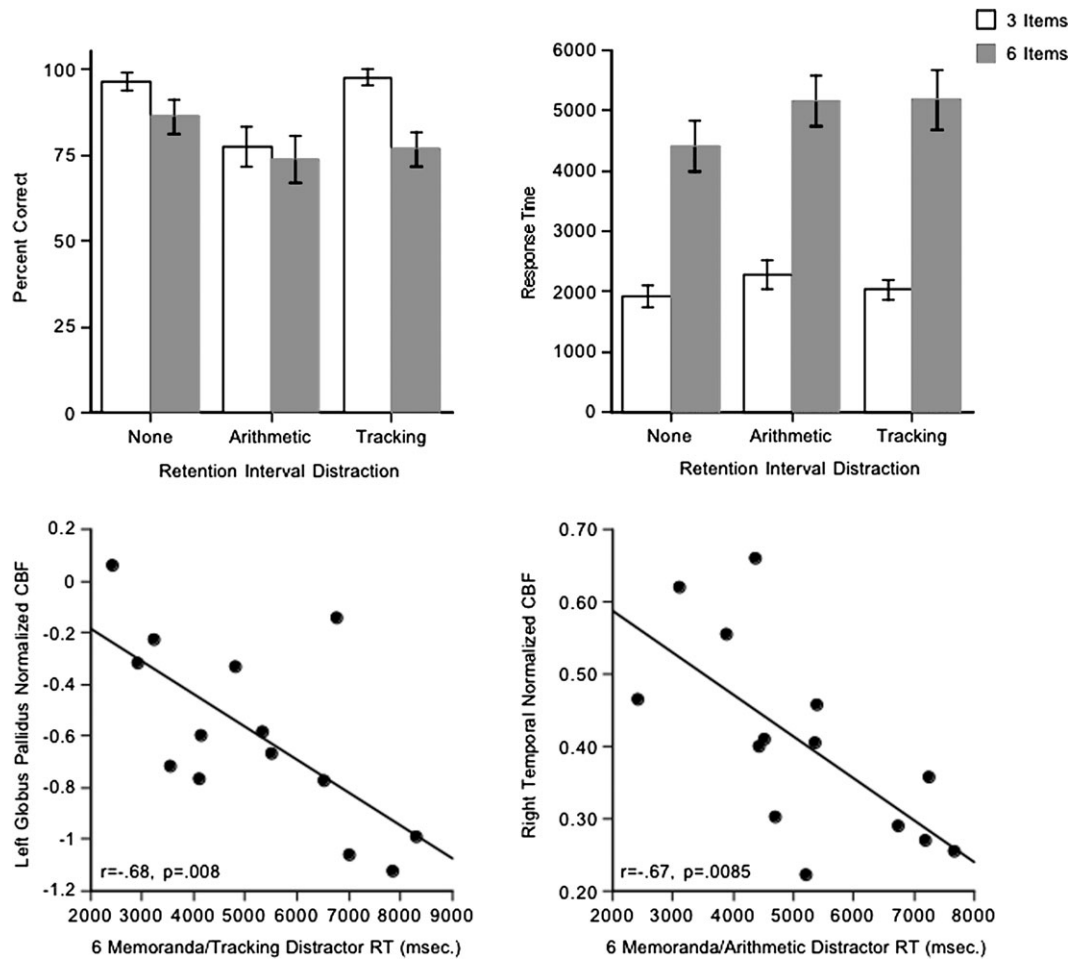 3 Items
6 Items
100
75
50
25
0
Percent Correct
None Arithmetic Tracking
Retention Interval Distraction
6000
5000
4000
3000
2000
1000
0
Response Time
None Arithmetic Tracking
Retention Interval Distraction
0.2
0
-0.2
-0.4
-0.6
-0.8
-1
-1.2
Left Globus Pallidus Normalized CBF
r=-.68, p=.008
2000 3000 4000 5000 6000 7000 8000 9000
6 Memoranda/Tracking Distractor RT (msec.)
0.70
0.60
0.50
0.40
0.30
0.20
Right Temporal Normalized CBF
r=-.67, p=.0085
2000 3000 4000 5000 6000 7000 8000
6 Memoranda/Arithmetic Distractor RT (msec.)